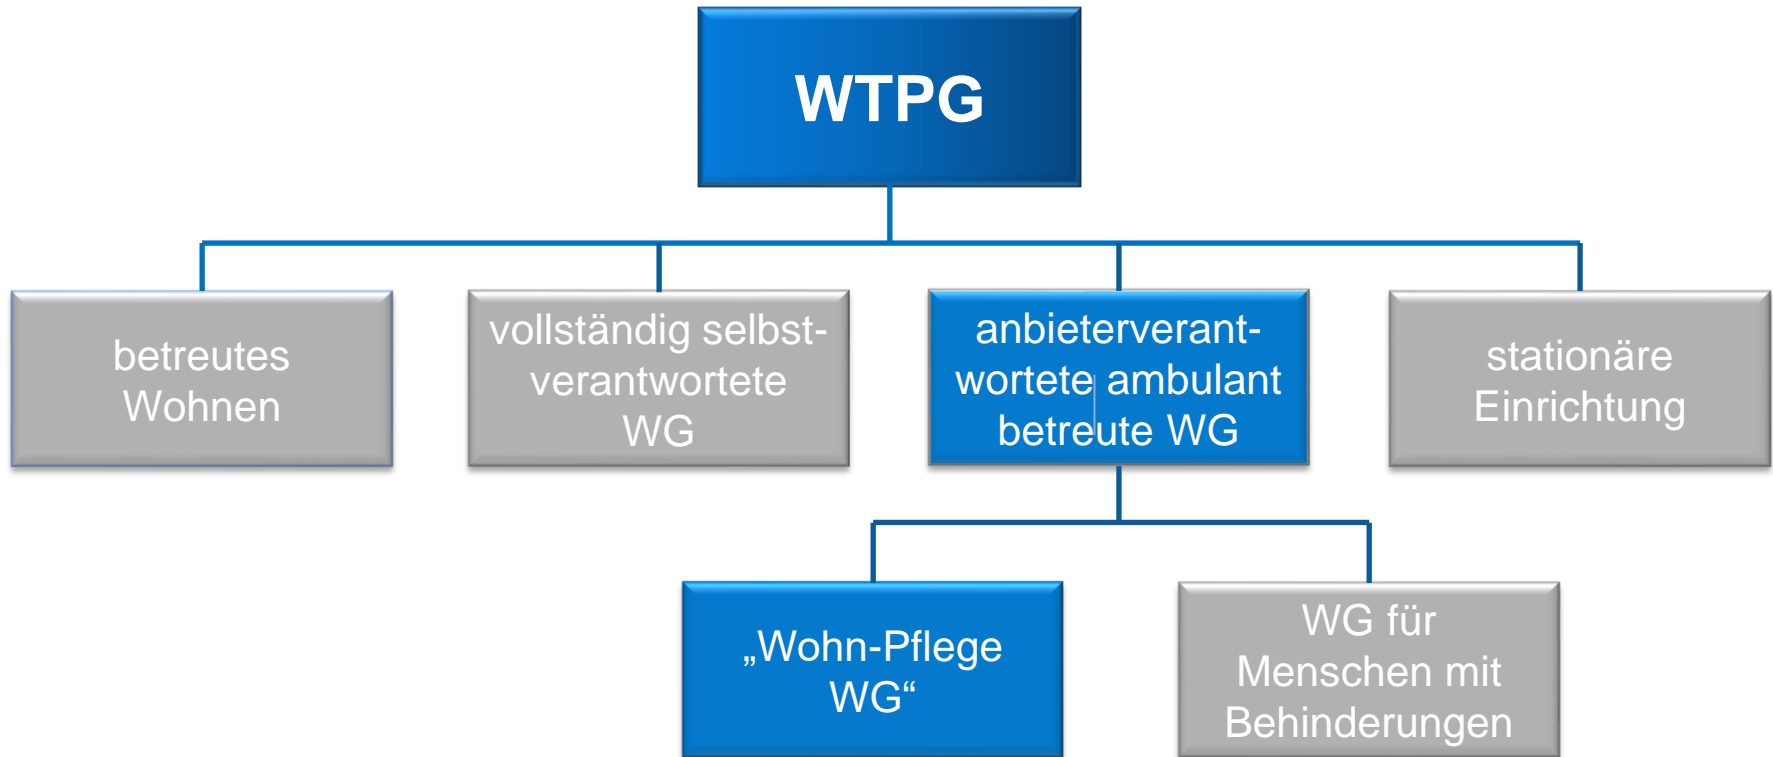 WTPG
betreutes
Wohnen
vollständig selbst-
verantwortete
WG
anbieterverant-
wortete ambulant
betreute WG
stationäre
Einrichtung
„Wohn-Pflege
WG“
WG für
Menschen mit
Behinderungen